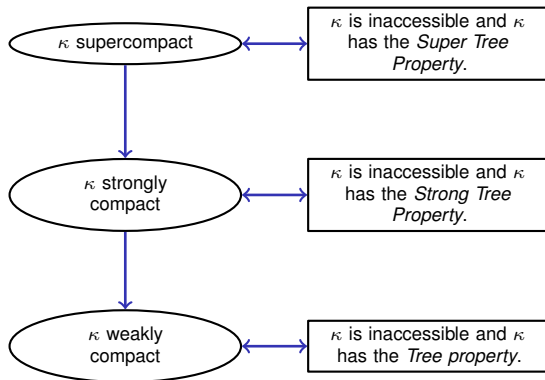 κ supercompact
κ is inaccessible and κ
has the Super Tree
Property.
κ strongly
compact
κ is inaccessible and κ
has the Strong Tree
Property.
κ weakly
compact
κ is inaccessible and κ
has the Tree property.